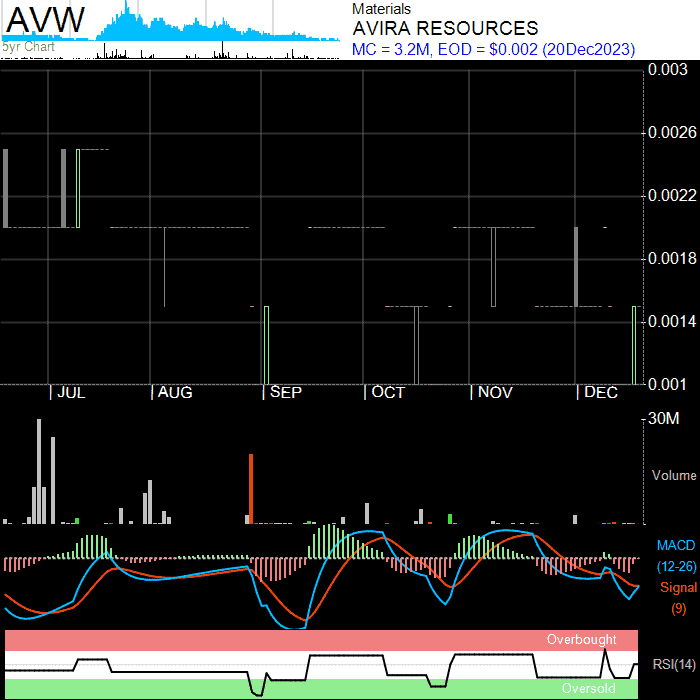 AVW
5yr Chart
Materials
AVIRA RESOURCES
MC = 3.2M, EOD = $0.002 (20Dec2023)
0.003
0.0026
0.0022
0.0018
0.0014
0.001
JUL AUG SEP OCT NOV DEC
30M
Volume
MACD
(12-26)
Signal
(9)
Overbought
RSI(14)
Oversold